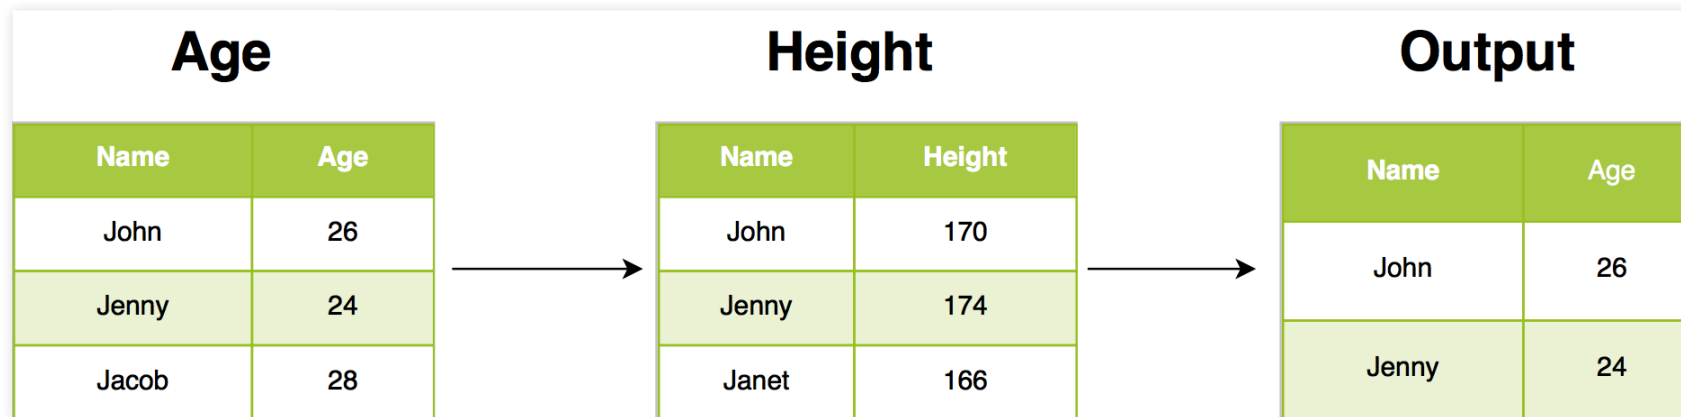 Age Height Output
Name Age Name Height Name Age
John 26 John 170 John 26
Jenny 24 Jenny 174 Jenny 24
Jacob 28 Janet 166